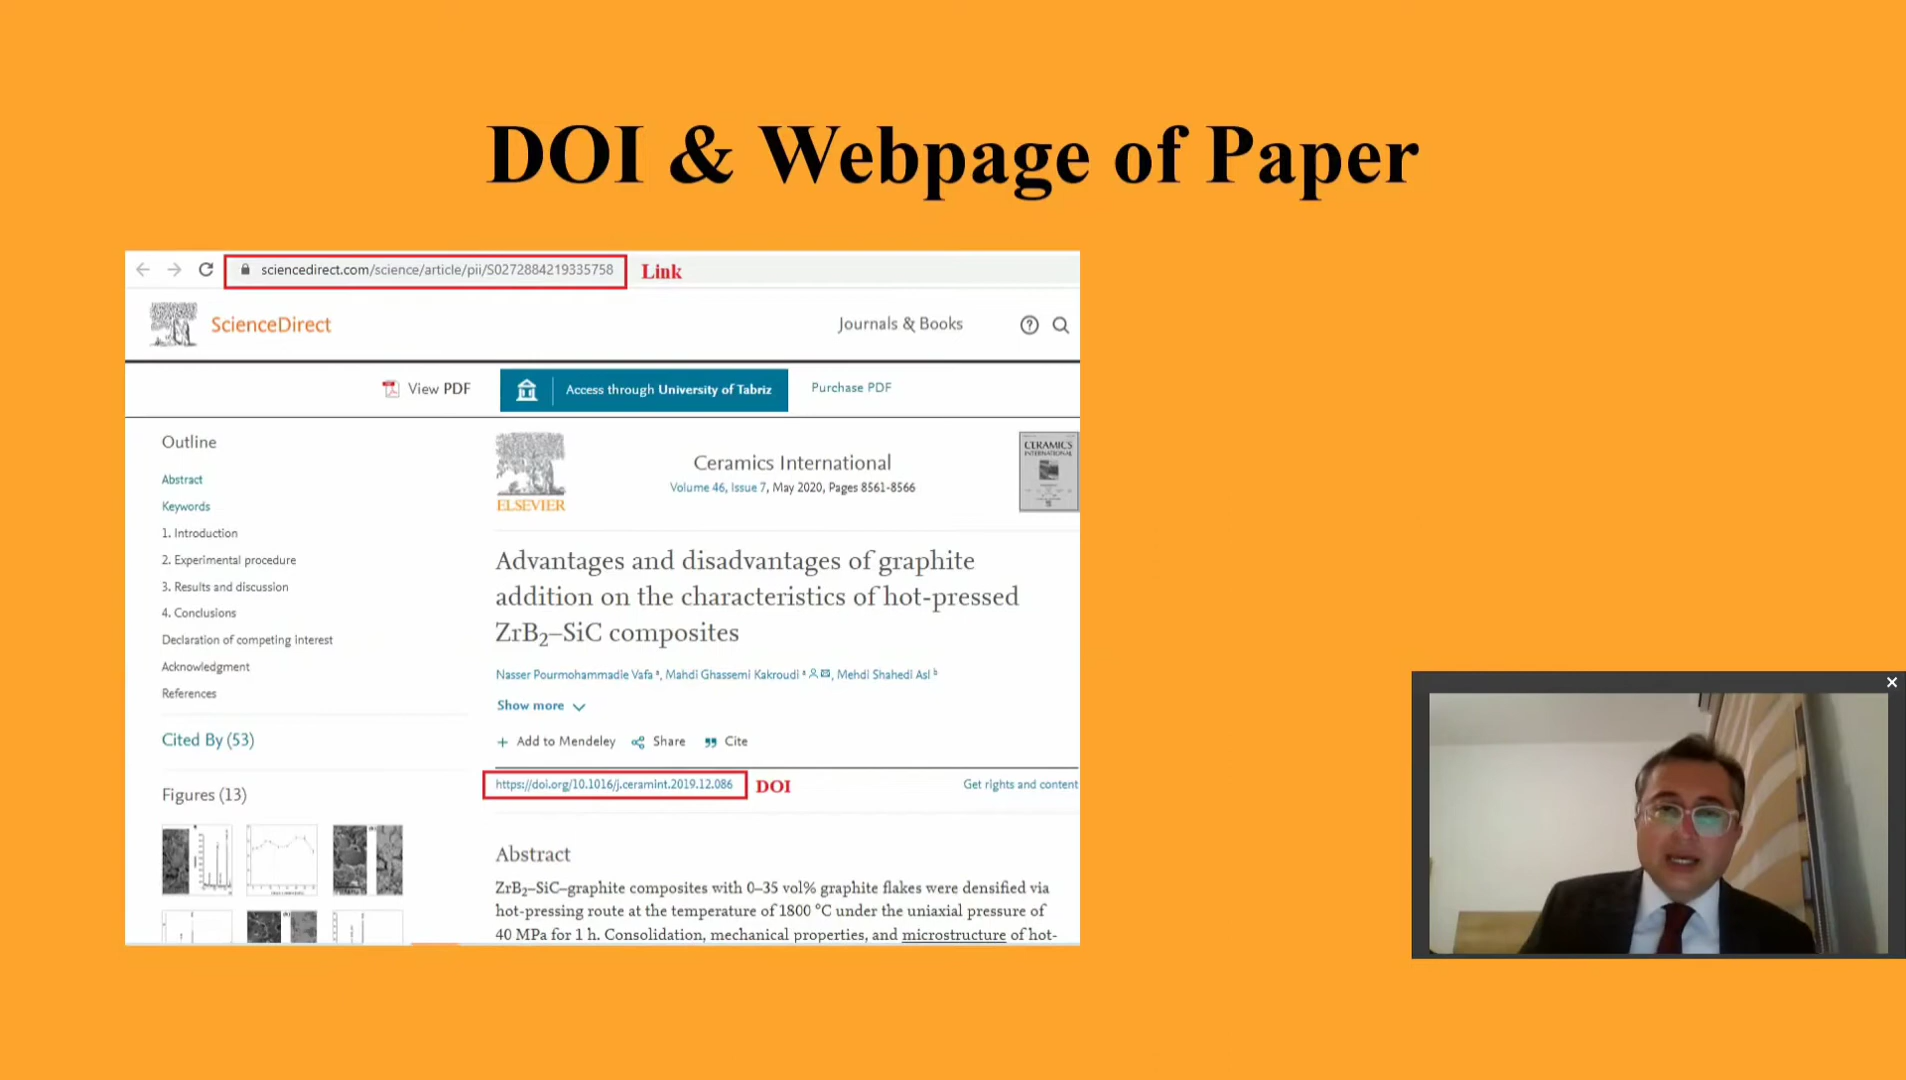 DOI & Webpage of Paper
sciencedirect.com/science/article/pii/S0272884219335758 Link
ScienceDirect Journals & Books
View PDF Access through University of Tabriz Purchase PDF
Outline
Abstract
Keywords
1. Introduction
2. Experimental procedure
3. Results and discussion
4. Conclusions
Declaration of competing interest
Acknowledgment
References
Cited By (53)
Figures (13)
ELSEVIER
Ceramics International
Volume 46, Issue 7, May 2020, Pages 8561-8566
CERAMICS
INTERNATIONAL
Advantages and disadvantages of graphite
addition on the characteristics of hot-pressed
ZrB₂–SiC composites
Nasser Pourmohammadie Vafa ᵃ, Mahdi Ghassemi Kakroudi ᵃ, Mehdi Shahedi Asl ᵇ
Show more
+ Add to Mendeley Share Cite
https://doi.org/10.1016/j.ceramint.2019.12.086 DOI Get rights and content
Abstract
ZrB₂–SiC–graphite composites with 0–35 vol% graphite flakes were densified via
hot-pressing route at the temperature of 1800 °C under the uniaxial pressure of
40 MPa for 1 h. Consolidation, mechanical properties, and microstructure of hot-